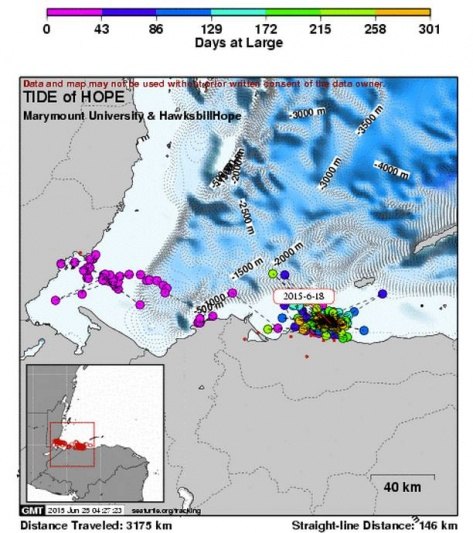 0 43 86 129 172 215 258 301
Days at Large
Data and map may not be used without prior written consent of the data owner.
TIDE of HOPE
Marymount University & HawksbillHope
-3000 m
-3500 m
-4000 m
-3000 m
-2500 m
-2000 m
-1500 m
2015-6-18
40 km
GMT 2015 Jun 25 04:27:23 seaturtle.org/tracking
Distance Traveled: 3175 km Straight-line Distance: 146 km